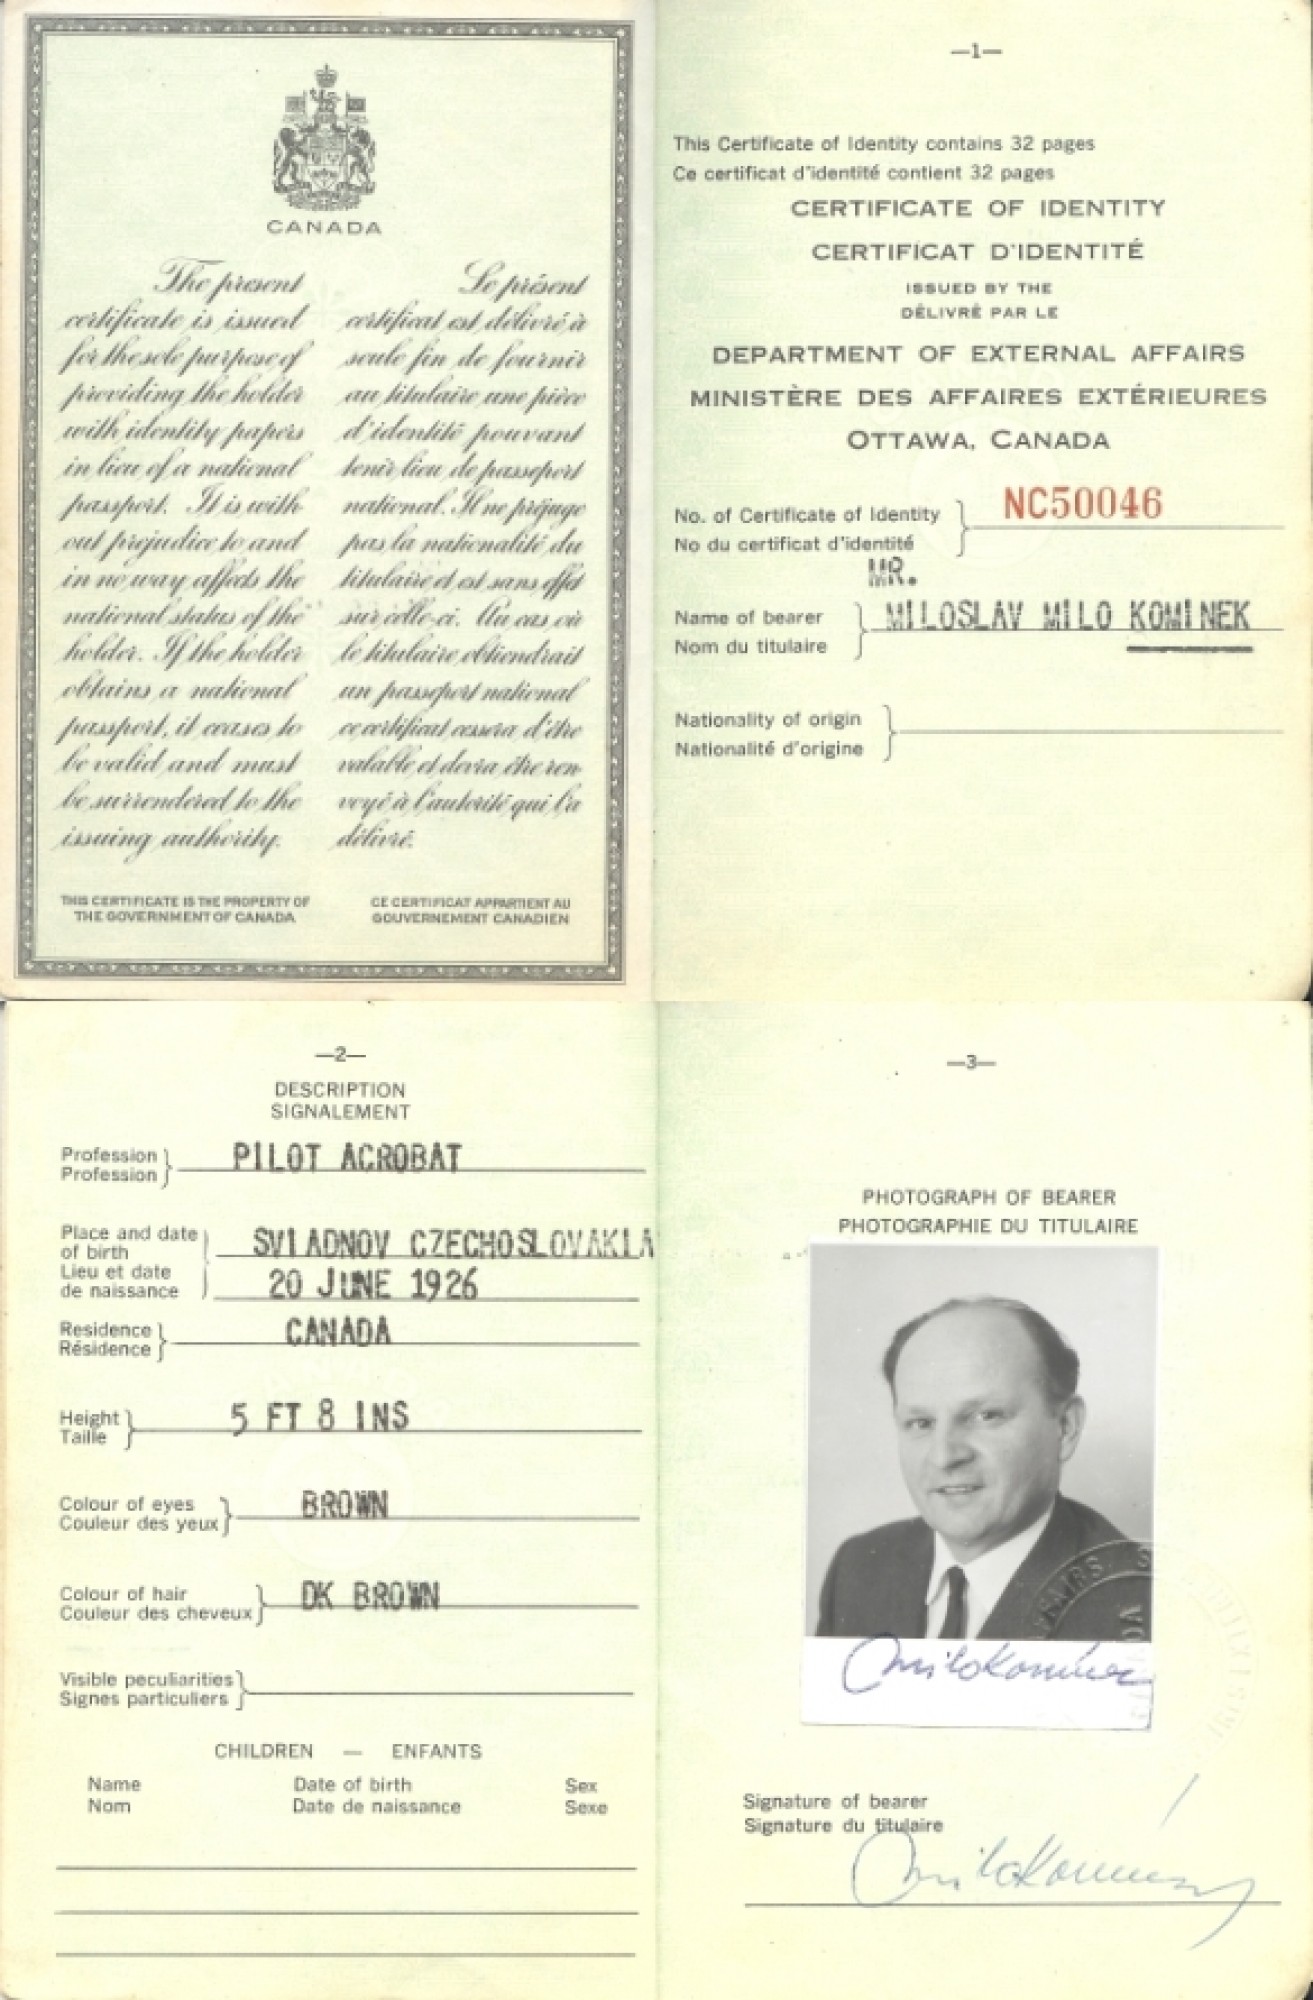 CANADA
The present
certificate is issued
for the sole purpose of
providing the holder
with identity papers
in lieu of a national
passport. It is with
out prejudice to and
in no way affects the
national status of the
holder. If the holder
obtains a national
passport, it ceases to
be valid and must
be surrendered to the
issuing authority.
Le présent
certificat est délivré à
seule fin de fournir
au titulaire une pièce
d'identité pouvant
tenir lieu de passeport
national. Il ne préjuge
pas la nationalité du
titulaire et est sans effet
sur celle-ci. Au cas où
le titulaire obtiendrait
un passeport national
ce certificat cessera d'être
valable et devra être ren
voyé à l'autorité qui l'a
délivré.
THIS CERTIFICATE IS THE PROPERTY OF
THE GOVERNMENT OF CANADA
CE CERTIFICAT APPARTIENT AU
GOUVERNEMENT CANADIEN
—1—
This Certificate of Identity contains 32 pages
Ce certificat d'identité contient 32 pages
CERTIFICATE OF IDENTITY
CERTIFICAT D'IDENTITÉ
ISSUED BY THE
DÉLIVRÉ PAR LE
DEPARTMENT OF EXTERNAL AFFAIRS
MINISTÈRE DES AFFAIRES EXTÉRIEURES
OTTAWA, CANADA
No. of Certificate of Identity
No du certificat d'identité
NC50046
MR.
Name of bearer
Nom du titulaire
MILOSLAV MILO KOMINEK
Nationality of origin
Nationalité d'origine
—2—
DESCRIPTION
SIGNALEMENT
Profession
Profession
PILOT ACROBAT
Place and date
of birth
Lieu et date
de naissance
SVIADNOV CZECHOSLOVAKIA
20 JUNE 1926
Residence
Résidence
CANADA
Height
Taille
5 FT 8 INS
Colour of eyes
Couleur des yeux
BROWN
Colour of hair
Couleur des cheveux
DK BROWN
Visible peculiarities
Signes particuliers
CHILDREN — ENFANTS
Name Date of birth Sex
Nom Date de naissance Sexe
—3—
PHOTOGRAPH OF BEARER
PHOTOGRAPHIE DU TITULAIRE
Milo Kominek
Signature of bearer
Signature du titulaire
Milo Kominek